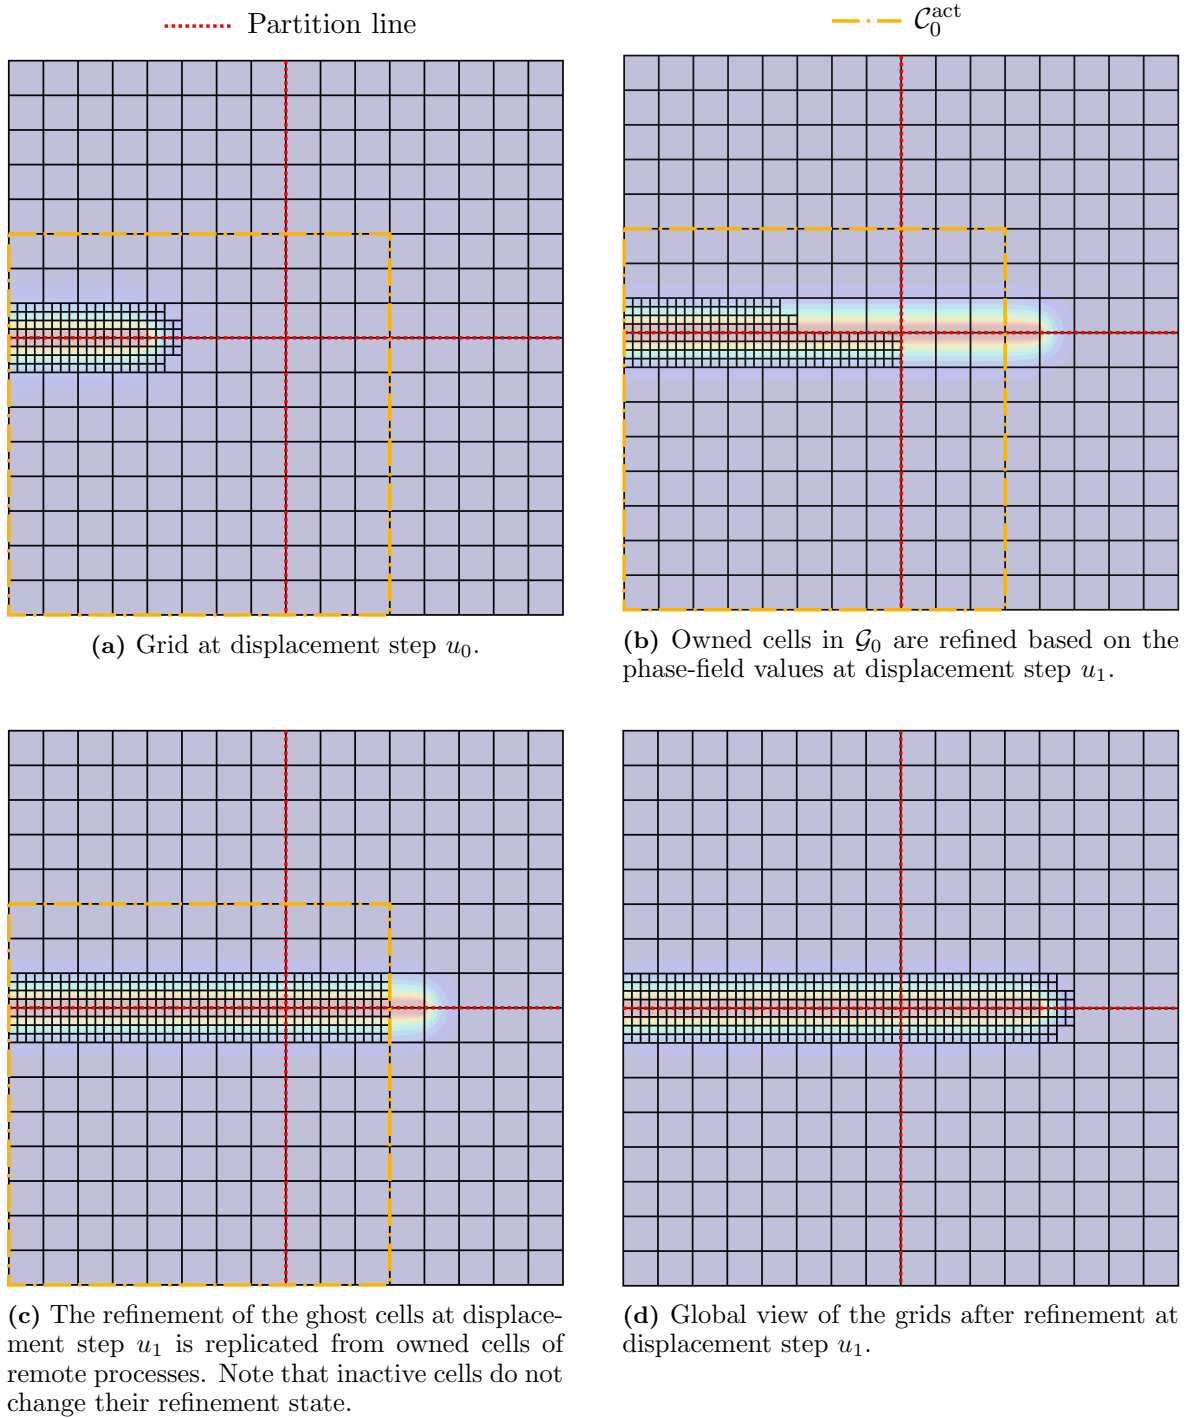 Partition line
𝒞₀ᵃᶜᵗ
(a) Grid at displacement step u₀.
(b) Owned cells in 𝒢₀ are refined based on the
phase-field values at displacement step u₁.
(c) The refinement of the ghost cells at displace-
ment step u₁ is replicated from owned cells of
remote processes. Note that inactive cells do not
change their refinement state.
(d) Global view of the grids after refinement at
displacement step u₁.